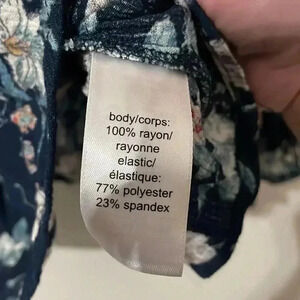 body/corps:
100% rayon/
rayonne
elastic/
élastique:
77% polyester
23% spandex